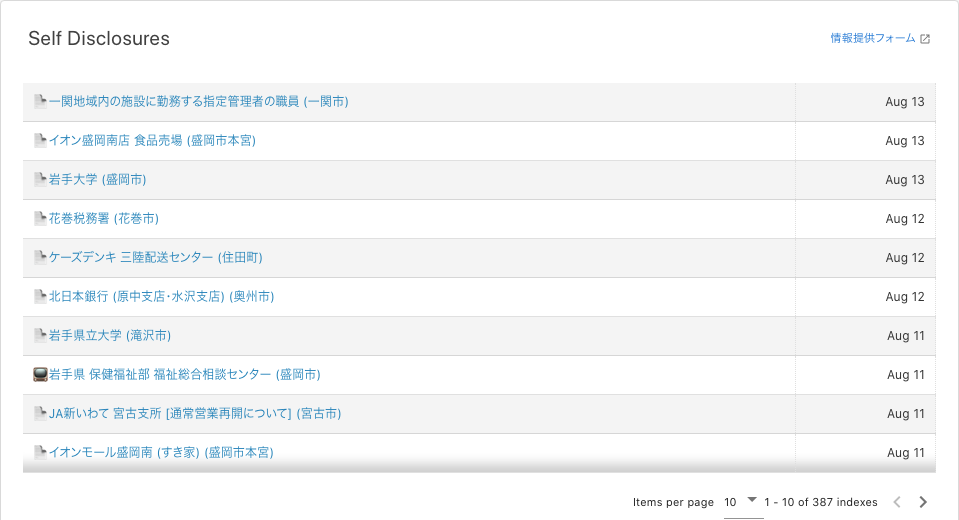 Self Disclosures
情報提供フォーム
一関地域内の施設に勤務する指定管理者の職員 (一関市) Aug 13
イオン盛岡南店 食品売場 (盛岡市本宮) Aug 13
岩手大学 (盛岡市) Aug 13
花巻税務署 (花巻市) Aug 12
ケーズデンキ 三陸配送センター (住田町) Aug 12
北日本銀行 (原中支店・水沢支店) (奥州市) Aug 12
岩手県立大学 (滝沢市) Aug 11
岩手県 保健福祉部 福祉総合相談センター (盛岡市) Aug 11
JA新いわて 宮古支所 [通常営業再開について] (宮古市) Aug 11
イオンモール盛岡南 (すき家) (盛岡市本宮) Aug 11
Items per page 10 1 - 10 of 387 indexes